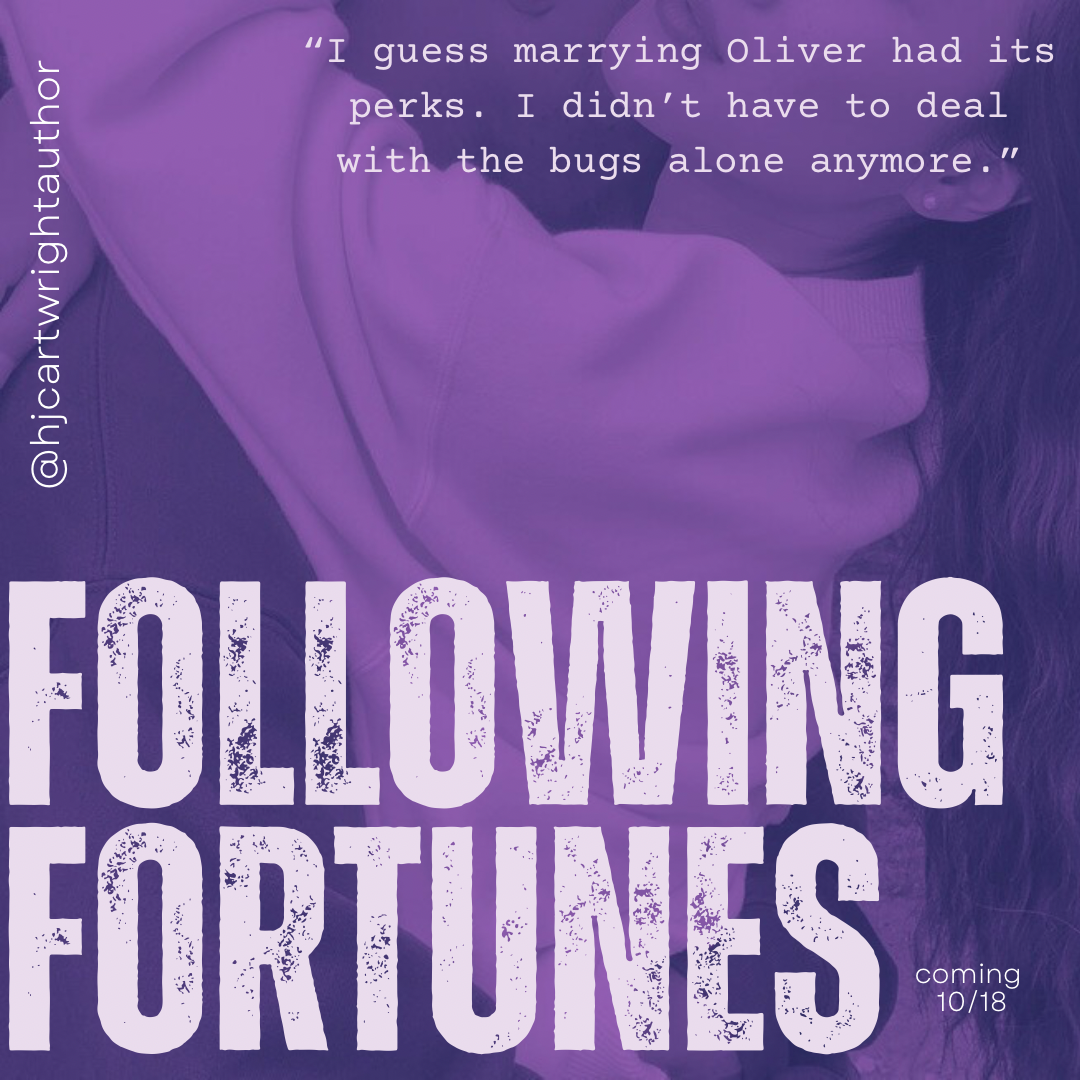 “I guess marrying Oliver had its
perks. I didn’t have to deal
with the bugs alone anymore.”
@hjcartwrightauthor
FOLLOWING
FORTUNES
coming
10/18